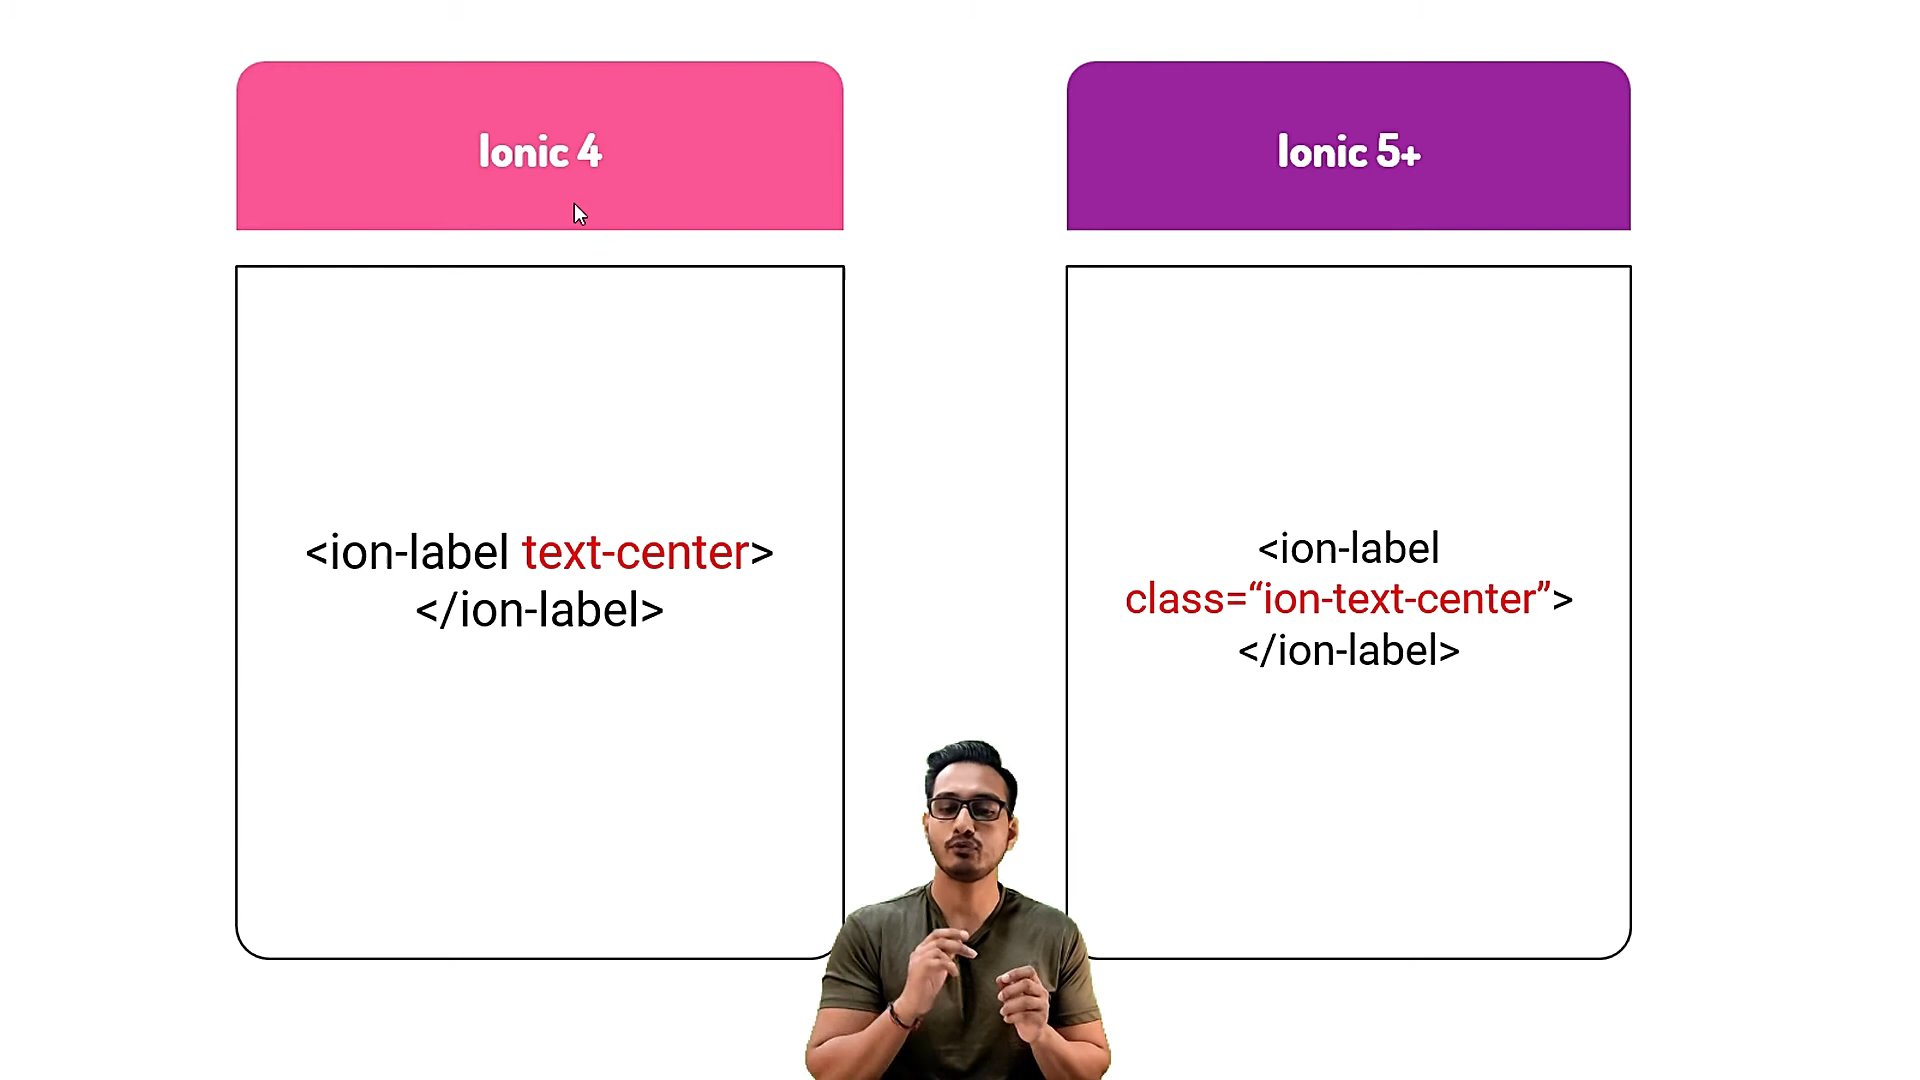 Ionic 4
<ion-label text-center>
</ion-label>
Ionic 5+
<ion-label
class=“ion-text-center”>
</ion-label>